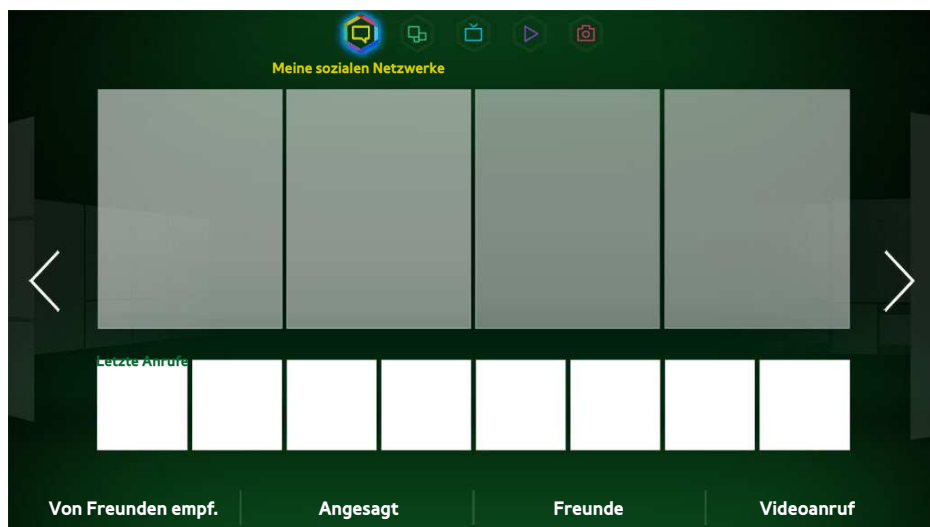 Meine sozialen Netzwerke
Letzte Anrufe
Von Freunden empf.
Angesagt
Freunde
Videoanruf